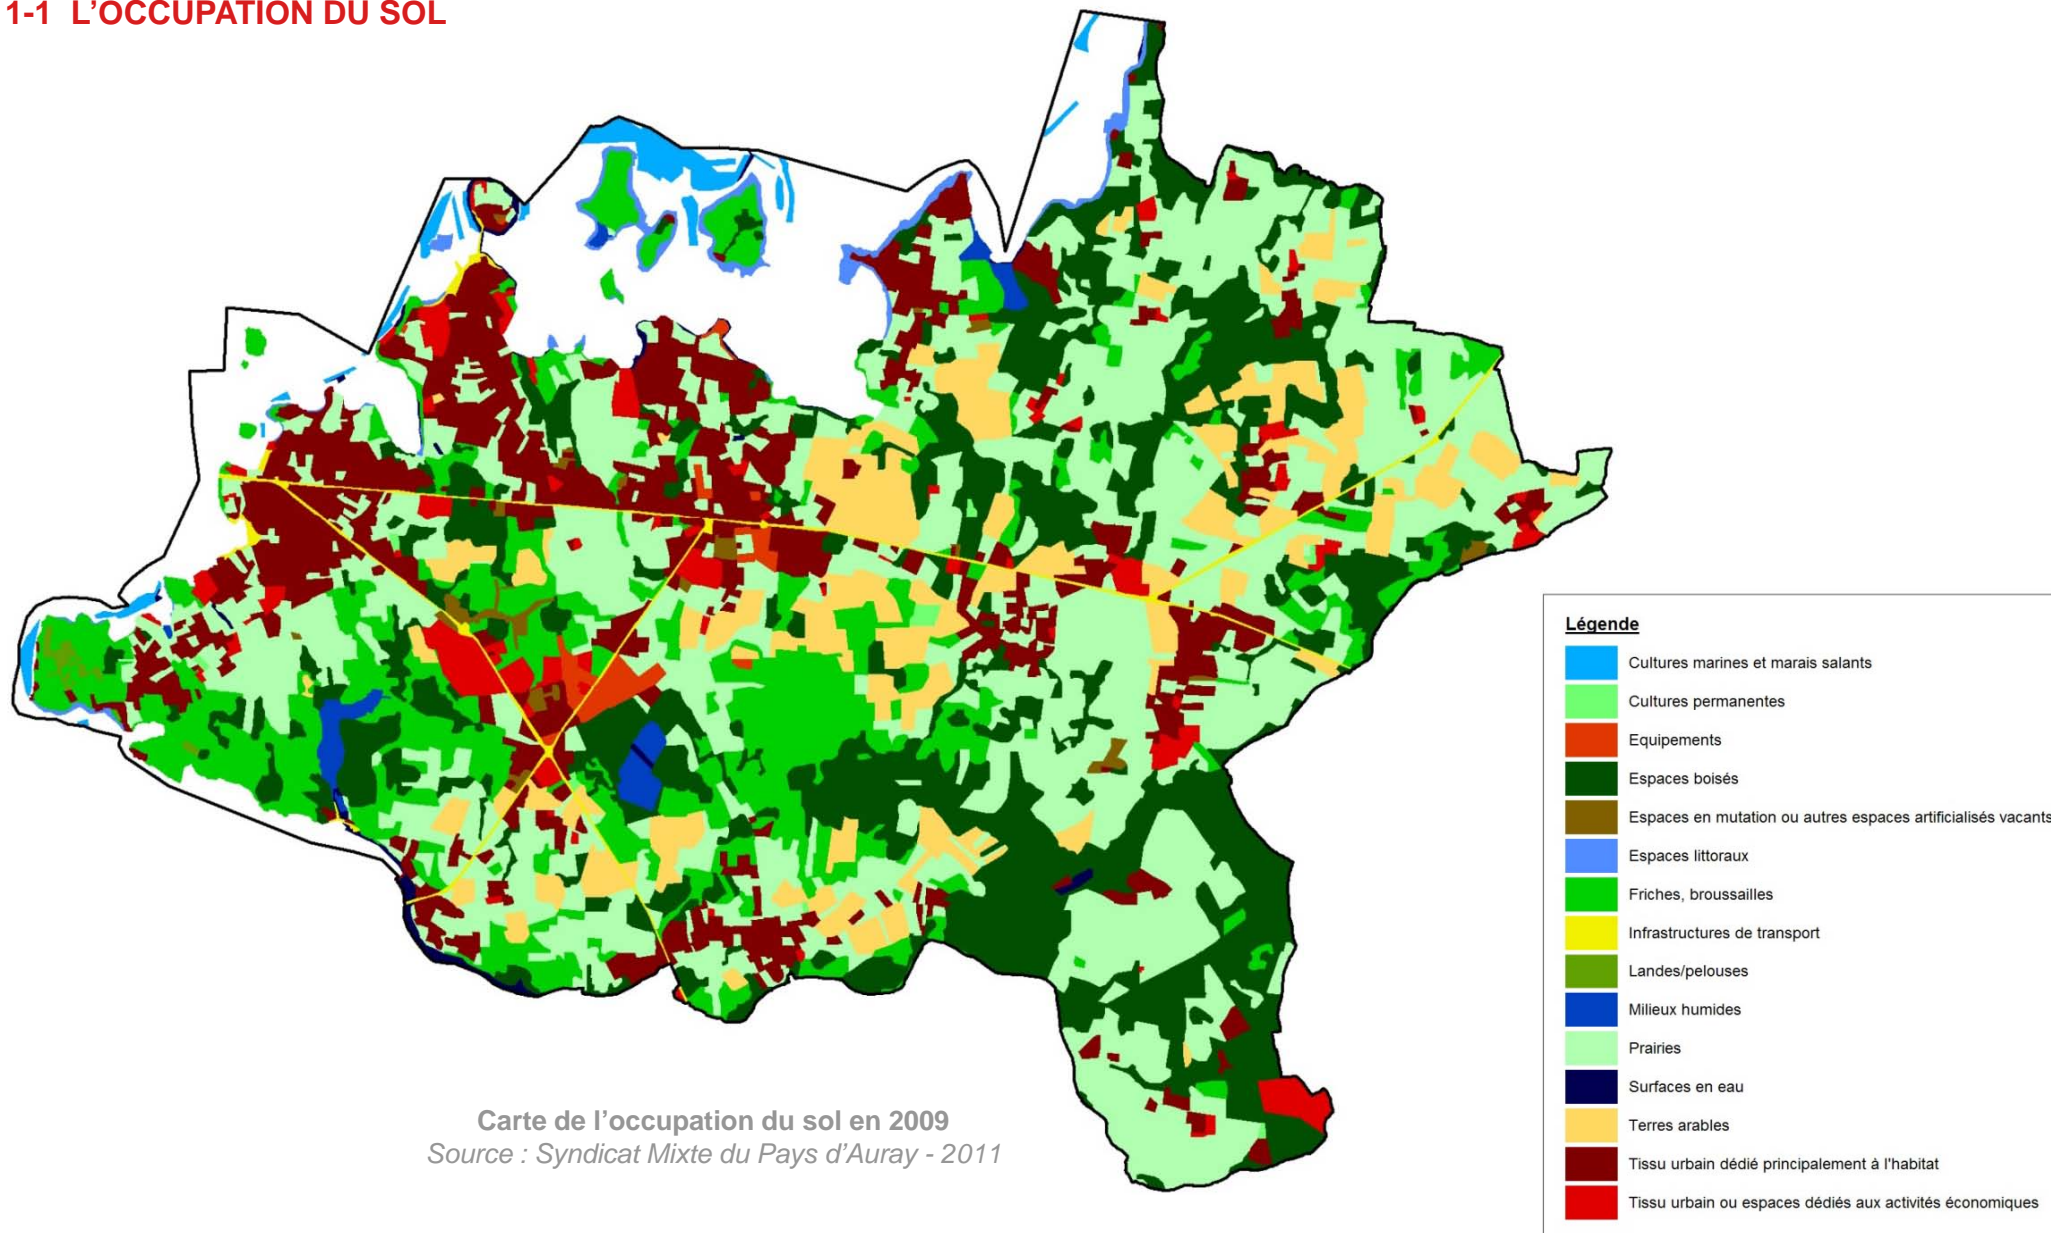 1-1 L’OCCUPATION DU SOL
Légende
Cultures marines et marais salants
Cultures permanentes
Equipements
Espaces boisés
Espaces en mutation ou autres espaces artificialisés vacants
Espaces littoraux
Friches, broussailles
Infrastructures de transport
Landes/pelouses
Milieux humides
Prairies
Surfaces en eau
Terres arables
Tissu urbain dédié principalement à l'habitat
Tissu urbain ou espaces dédiés aux activités économiques
Carte de l’occupation du sol en 2009
Source : Syndicat Mixte du Pays d’Auray - 2011